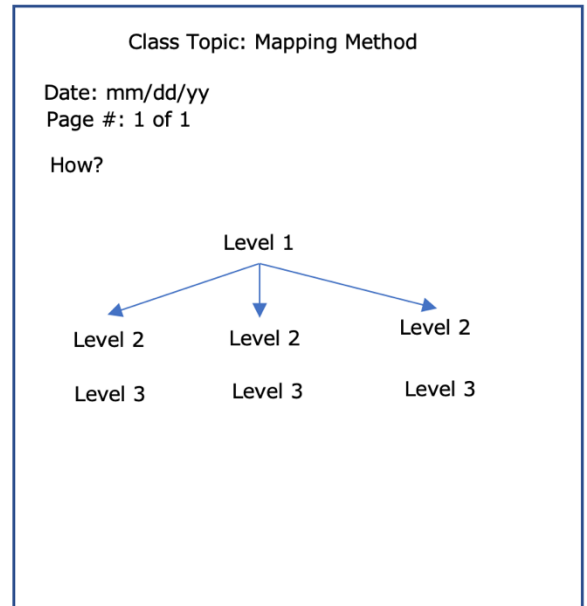 Class Topic: Mapping Method
Date: mm/dd/yy
Page #: 1 of 1
How?
Level 1
Level 2 Level 2 Level 2
Level 3 Level 3 Level 3